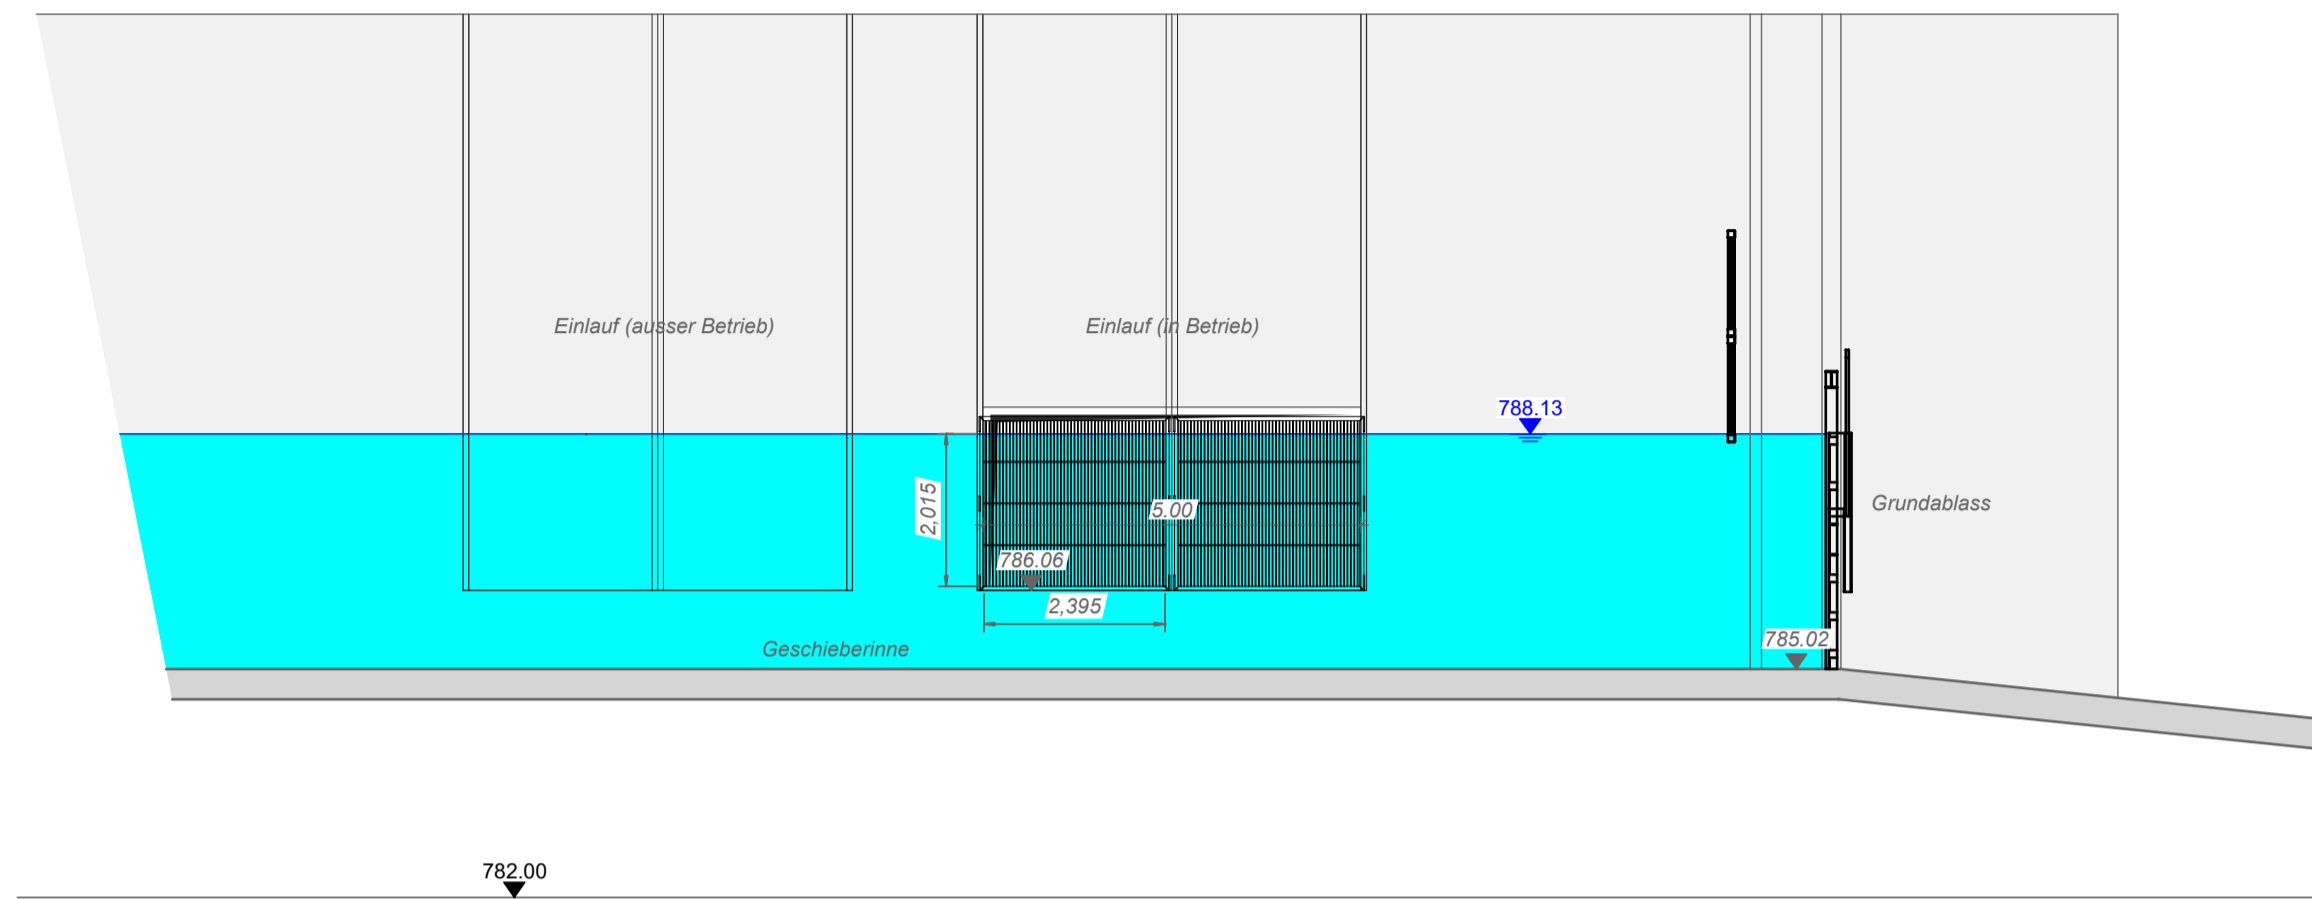 Einlauf (ausser Betrieb)
Einlauf (in Betrieb)
788.13
2,015
5.00
Grundablass
786.06
2,395
785.02
Geschieberinne
782.00